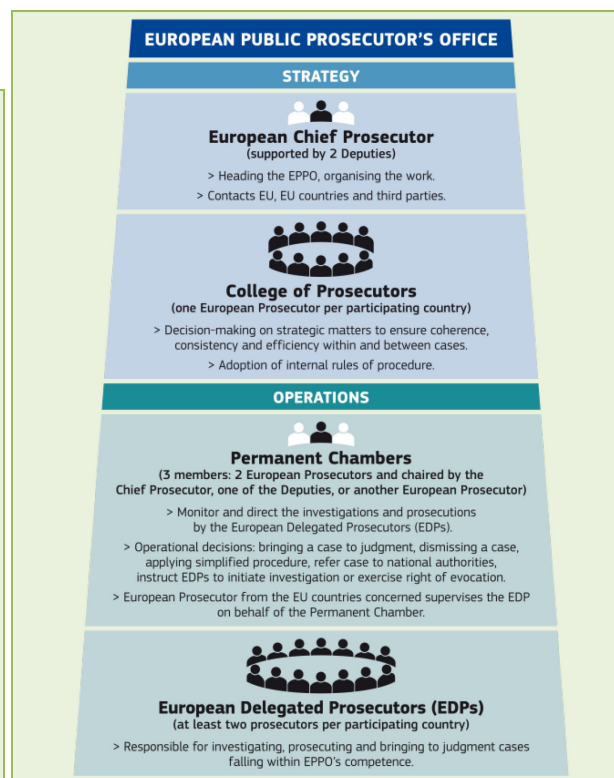 EUROPEAN PUBLIC PROSECUTOR'S OFFICE
STRATEGY
European Chief Prosecutor
(supported by 2 Deputies)
> Heading the EPPO, organising the work.
> Contacts EU, EU countries and third parties.
College of Prosecutors
(one European Prosecutor per participating country)
> Decision-making on strategic matters to ensure coherence,
consistency and efficiency within and between cases.
> Adoption of internal rules of procedure.
OPERATIONS
Permanent Chambers
(3 members: 2 European Prosecutors and chaired by the
Chief Prosecutor, one of the Deputies, or another European Prosecutor)
> Monitor and direct the investigations and prosecutions
by the European Delegated Prosecutors (EDPs).
> Operational decisions: bringing a case to judgment, dismissing a case,
applying simplified procedure, refer case to national authorities,
instruct EDPs to initiate investigation or exercise right of evocation.
> European Prosecutor from the EU countries concerned supervises the EDP
on behalf of the Permanent Chamber.
European Delegated Prosecutors (EDPs)
(at least two prosecutors per participating country)
> Responsible for investigating, prosecuting and bringing to judgment cases
falling within EPPO's competence.